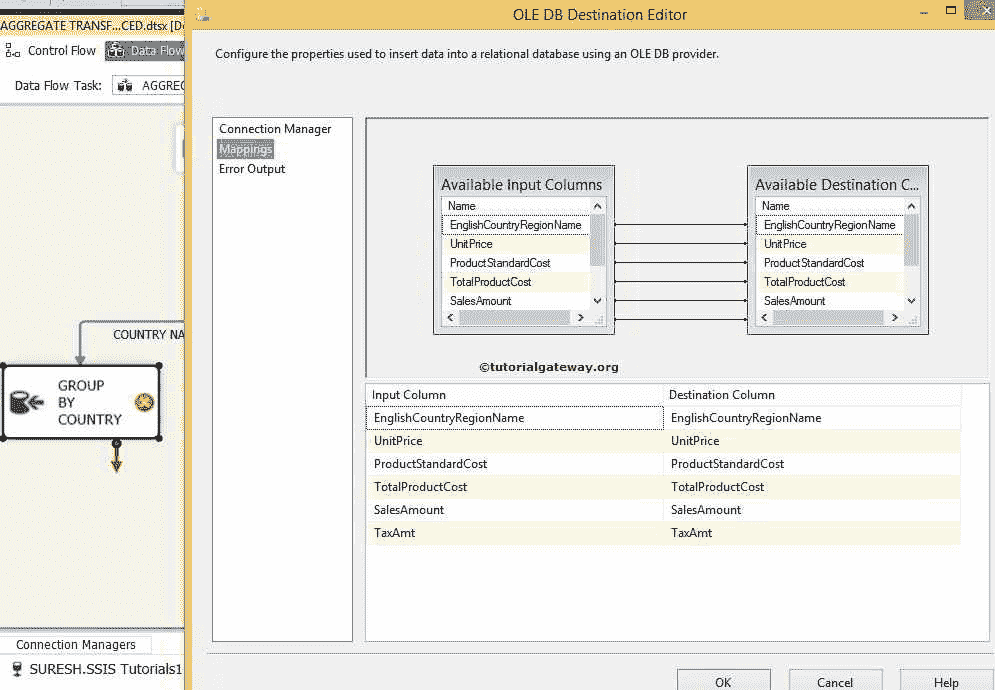 OLE DB Destination Editor
AGGREGATE TRANSF...CED.dtsx [D
Control Flow
Data Flow
Configure the properties used to insert data into a relational database using an OLE DB provider.
Data Flow Task:
AGGREG
Connection Manager
Mappings
Error Output
Available Input Columns
Name
EnglishCountryRegionName
UnitPrice
ProductStandardCost
TotalProductCost
SalesAmount
Available Destination C...
Name
EnglishCountryRegionName
UnitPrice
ProductStandardCost
TotalProductCost
SalesAmount
COUNTRY NA
GROUP
BY
COUNTRY
©tutorialgateway.org
Input Column Destination Column
EnglishCountryRegionName EnglishCountryRegionName
UnitPrice UnitPrice
ProductStandardCost ProductStandardCost
TotalProductCost TotalProductCost
SalesAmount SalesAmount
TaxAmt TaxAmt
Connection Managers
SURESH.SSIS Tutorials1
OK
Cancel
Help